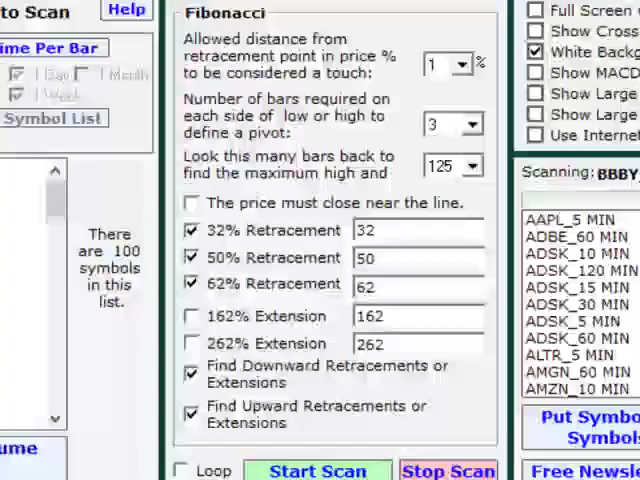 to Scan
Help
ime Per Bar
1 Day
1 Month
1 Week
Symbol List
There
are 100
symbols
in this
list.
ume
Fibonacci
Allowed distance from
retracement point in price %
to be considered a touch:
1
%
Number of bars required on
each side of low or high to
define a pivot:
3
Look this many bars back to
find the maximum high and
125
The price must close near the line.
32% Retracement 32
50% Retracement 50
62% Retracement 62
162% Extension 162
262% Extension 262
Find Downward Retracements or
Extensions
Find Upward Retracements or
Extensions
Loop
Start Scan
Stop Scan
Full Screen
Show Cross
White Backg
Show MACD
Show Large
Show Large
Use Internet
Scanning: BBBY
AAPL_5 MIN
ADBE_60 MIN
ADSK_10 MIN
ADSK_120 MIN
ADSK_15 MIN
ADSK_30 MIN
ADSK_5 MIN
ADSK_60 MIN
ALTR_5 MIN
AMGN_60 MIN
AMZN_10 MIN
Put Symbo
Symbols
Free Newsle